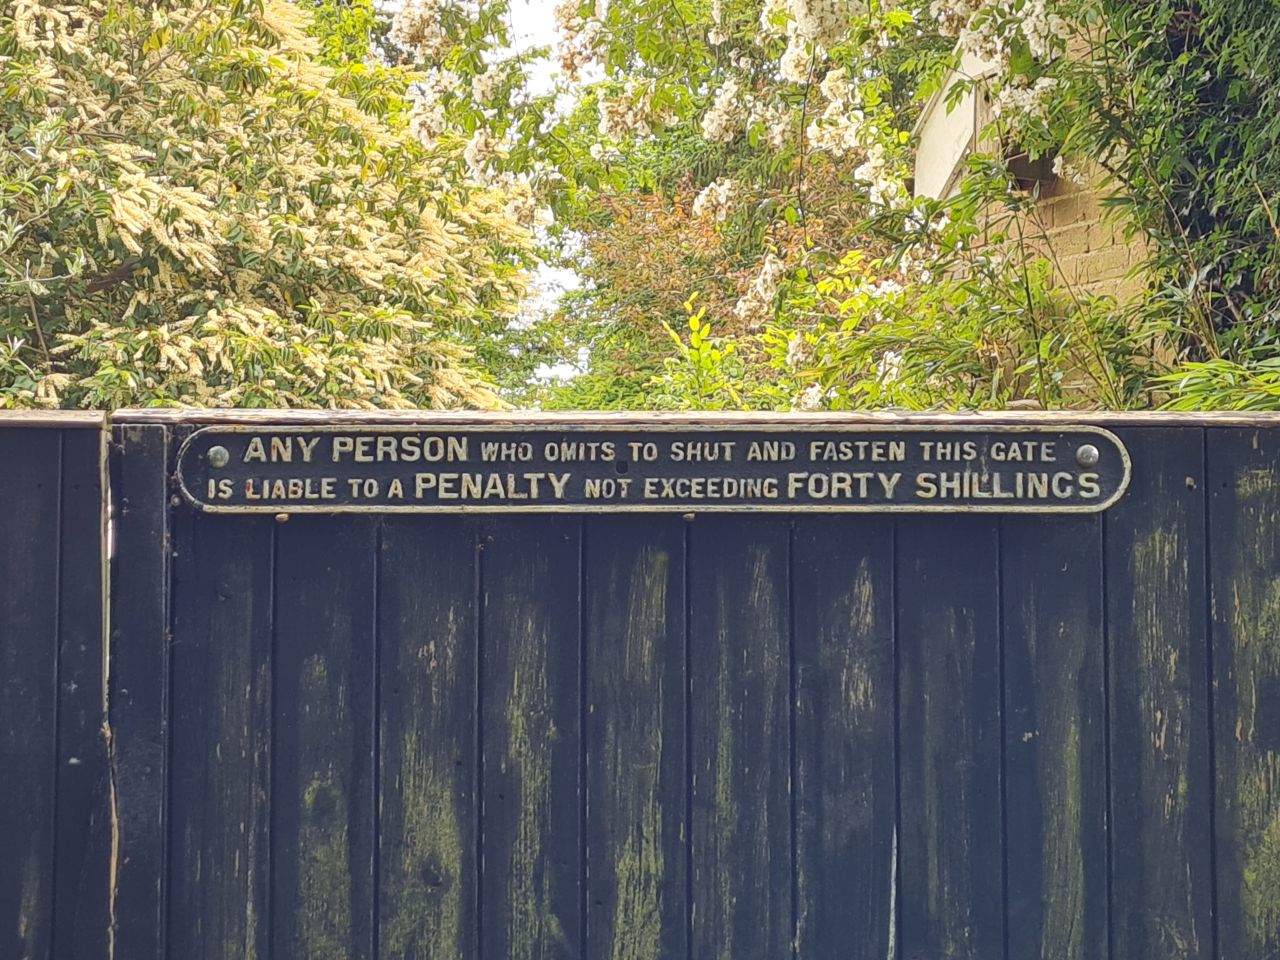 ANY PERSON WHO OMITS TO SHUT AND FASTEN THIS GATE
IS LIABLE TO A PENALTY NOT EXCEEDING FORTY SHILLINGS